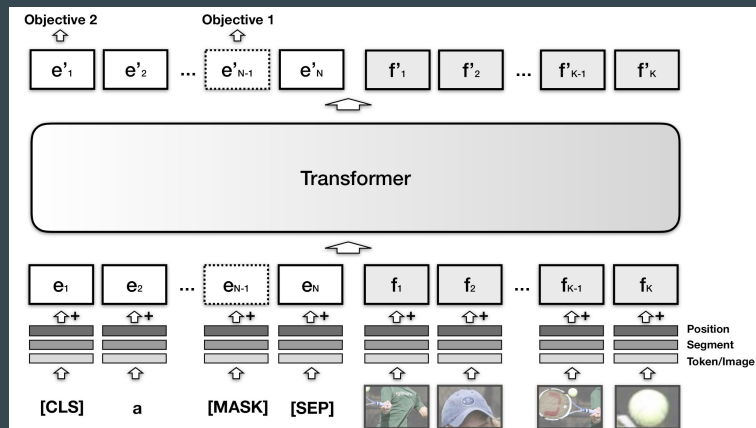 Objective 2 Objective 1
e'₁ e'₂ ... e'N-1 e'N f'₁ f'₂ ... f'K-1 f'K
Transformer
e₁ e₂ ... eN-1 eN f₁ f₂ ... fK-1 fK
+ + + + + + + +
Position
Segment
Token/Image
[CLS] a [MASK] [SEP]